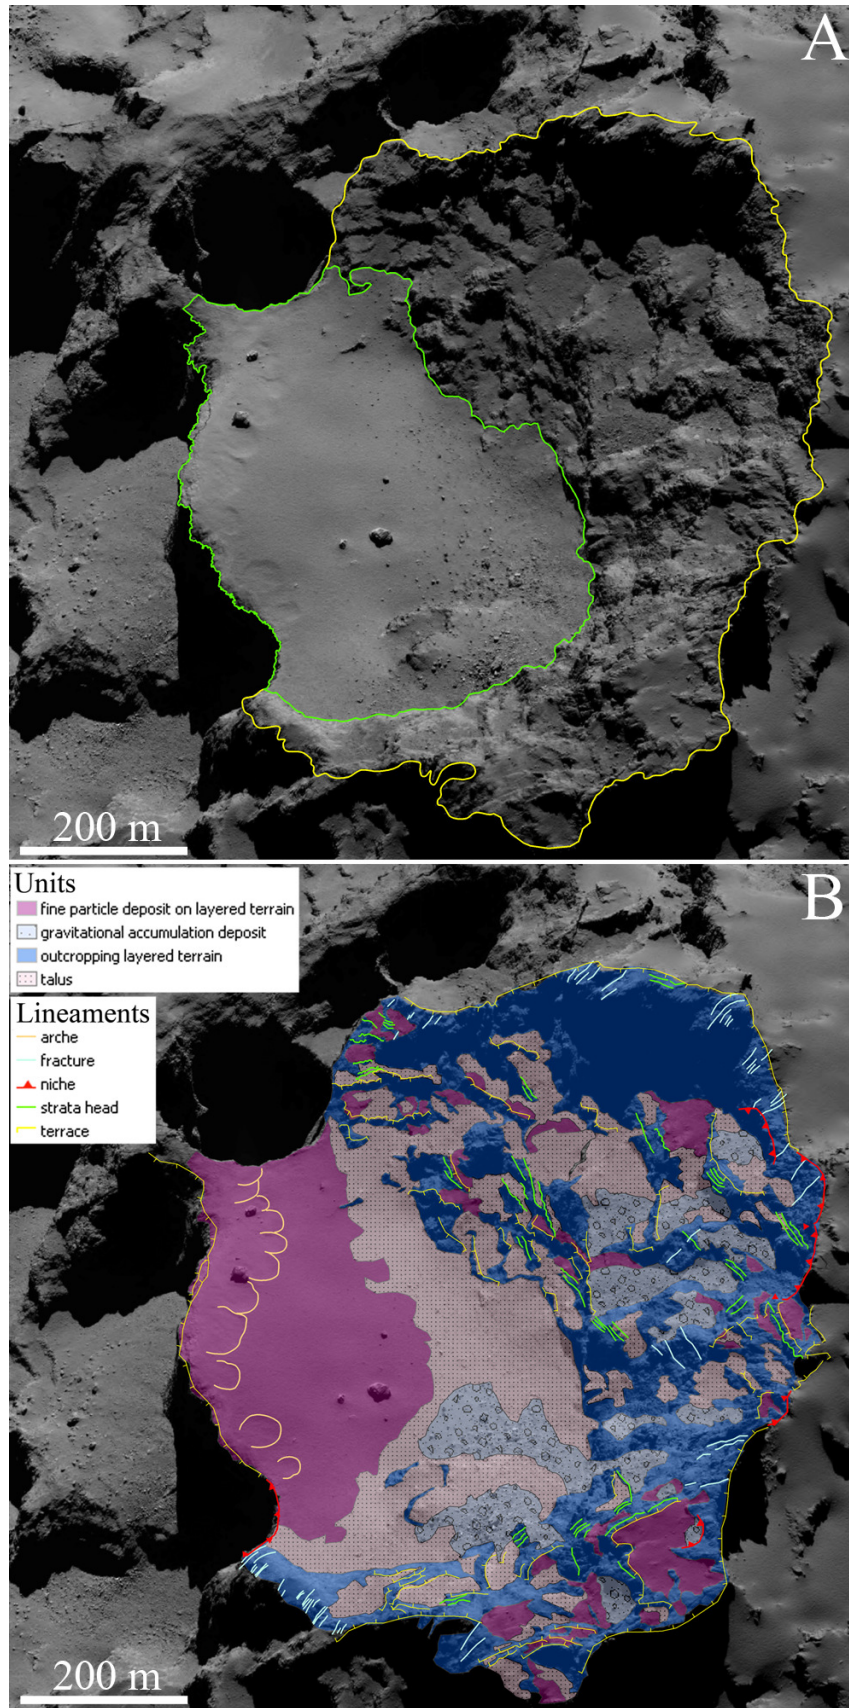 A
200 m
B
Units
fine particle deposit on layered terrain
gravitational accumulation deposit
outcropping layered terrain
talus
Lineaments
arche
fracture
niche
strata head
terrace
200 m